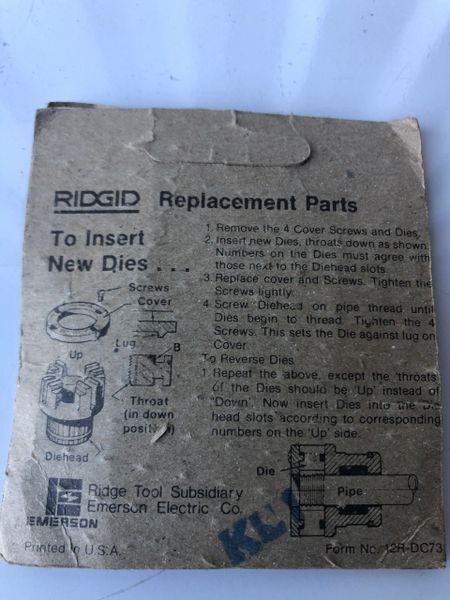 RIDGID Replacement Parts
To Insert
New Dies . . .
1. Remove the 4 Cover Screws and Dies.
2. Insert new Dies, throats down as shown.
Numbers on the Dies must agree with
those next to the Diehead slots.
3. Replace cover and Screws. Tighten the
Screws lightly.
4. Screw Diehead on pipe thread until
Dies begin to thread. Tighten the 4
Screws. This sets the Die against lug on
Cover.
To Reverse Dies
1. Repeat the above, except the 'throats
of the Dies should be 'Up' instead of
"Down". Now insert Dies into the Die
head slots according to corresponding
numbers on the 'Up' side.
Screws
Cover
Lug
B
Up
Throat
(in down
position)
Diehead
Die
Pipe
Ridge Tool Subsidiary
Emerson Electric Co.
EMERSON
Printed in U.S.A.
Form No. 12R-DC73